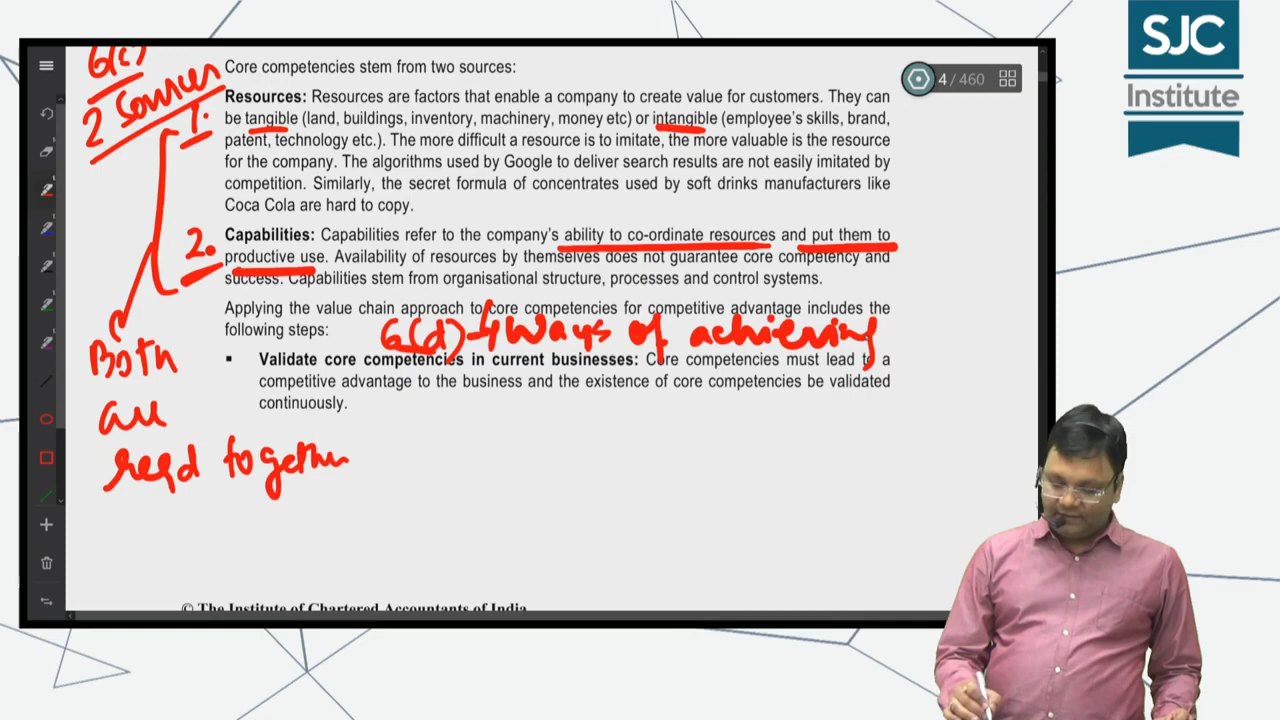 SJC
Institute
4 / 460
6(c)
2 Sources
1.
Core competencies stem from two sources:
Resources: Resources are factors that enable a company to create value for customers. They can
be tangible (land, buildings, inventory, machinery, money etc) or intangible (employee's skills, brand,
patent, technology etc.). The more difficult a resource is to imitate, the more valuable is the resource
for the company. The algorithms used by Google to deliver search results are not easily imitated by
competition. Similarly, the secret formula of concentrates used by soft drinks manufacturers like
Coca Cola are hard to copy.
2.
Capabilities: Capabilities refer to the company's ability to co-ordinate resources and put them to
productive use. Availability of resources by themselves does not guarantee core competency and
success. Capabilities stem from organisational structure, processes and control systems.
Applying the value chain approach to core competencies for competitive advantage includes the
following steps:
6(d) - 4 Ways of achieving
▪ Validate core competencies in current businesses: Core competencies must lead to a
competitive advantage to the business and the existence of core competencies be validated
continuously.
Both
are
reqd together
© The Institute of Chartered Accountants of India